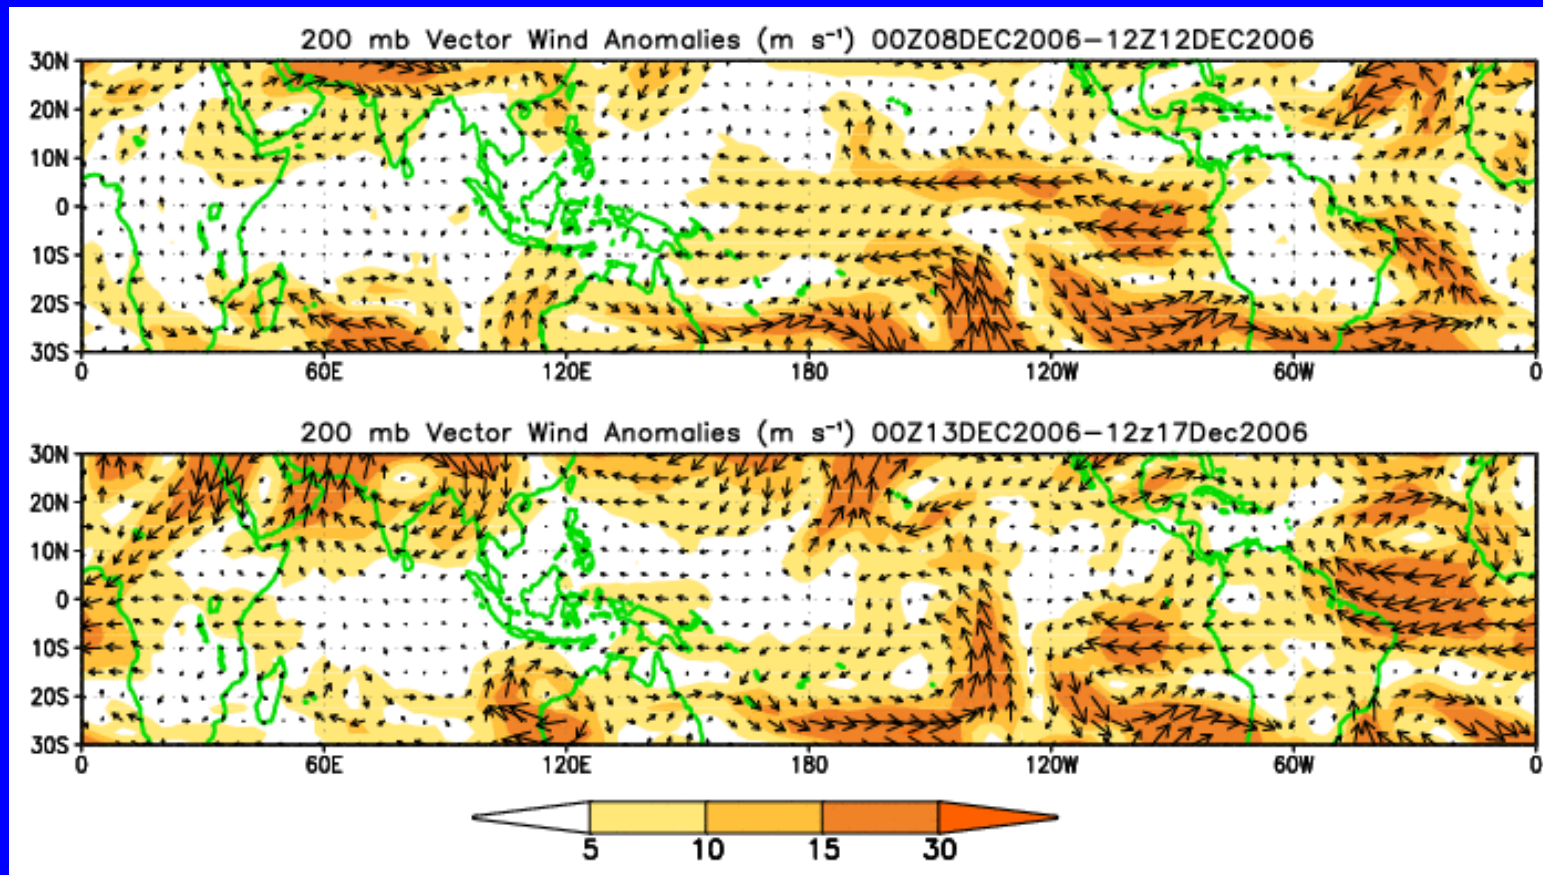 200 mb Vector Wind Anomalies (m s⁻¹) 00Z08DEC2006-12Z12DEC2006
30N
20N
10N
0
10S
20S
30S
0 60E 120E 180 120W 60W 0
200 mb Vector Wind Anomalies (m s⁻¹) 00Z13DEC2006-12z17Dec2006
30N
20N
10N
0
10S
20S
30S
0 60E 120E 180 120W 60W 0
5 10 15 30